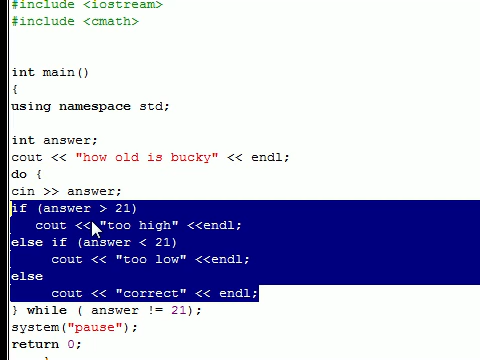 #include <iostream>
#include <cmath>
int main()
{
using namespace std;
int answer;
cout << "how old is bucky" << endl;
do {
cin >> answer;
if (answer > 21)
cout << "too high" <<endl;
else if (answer < 21)
cout << "too low" <<endl;
else
cout << "correct" << endl;
} while ( answer != 21);
system("pause");
return 0;